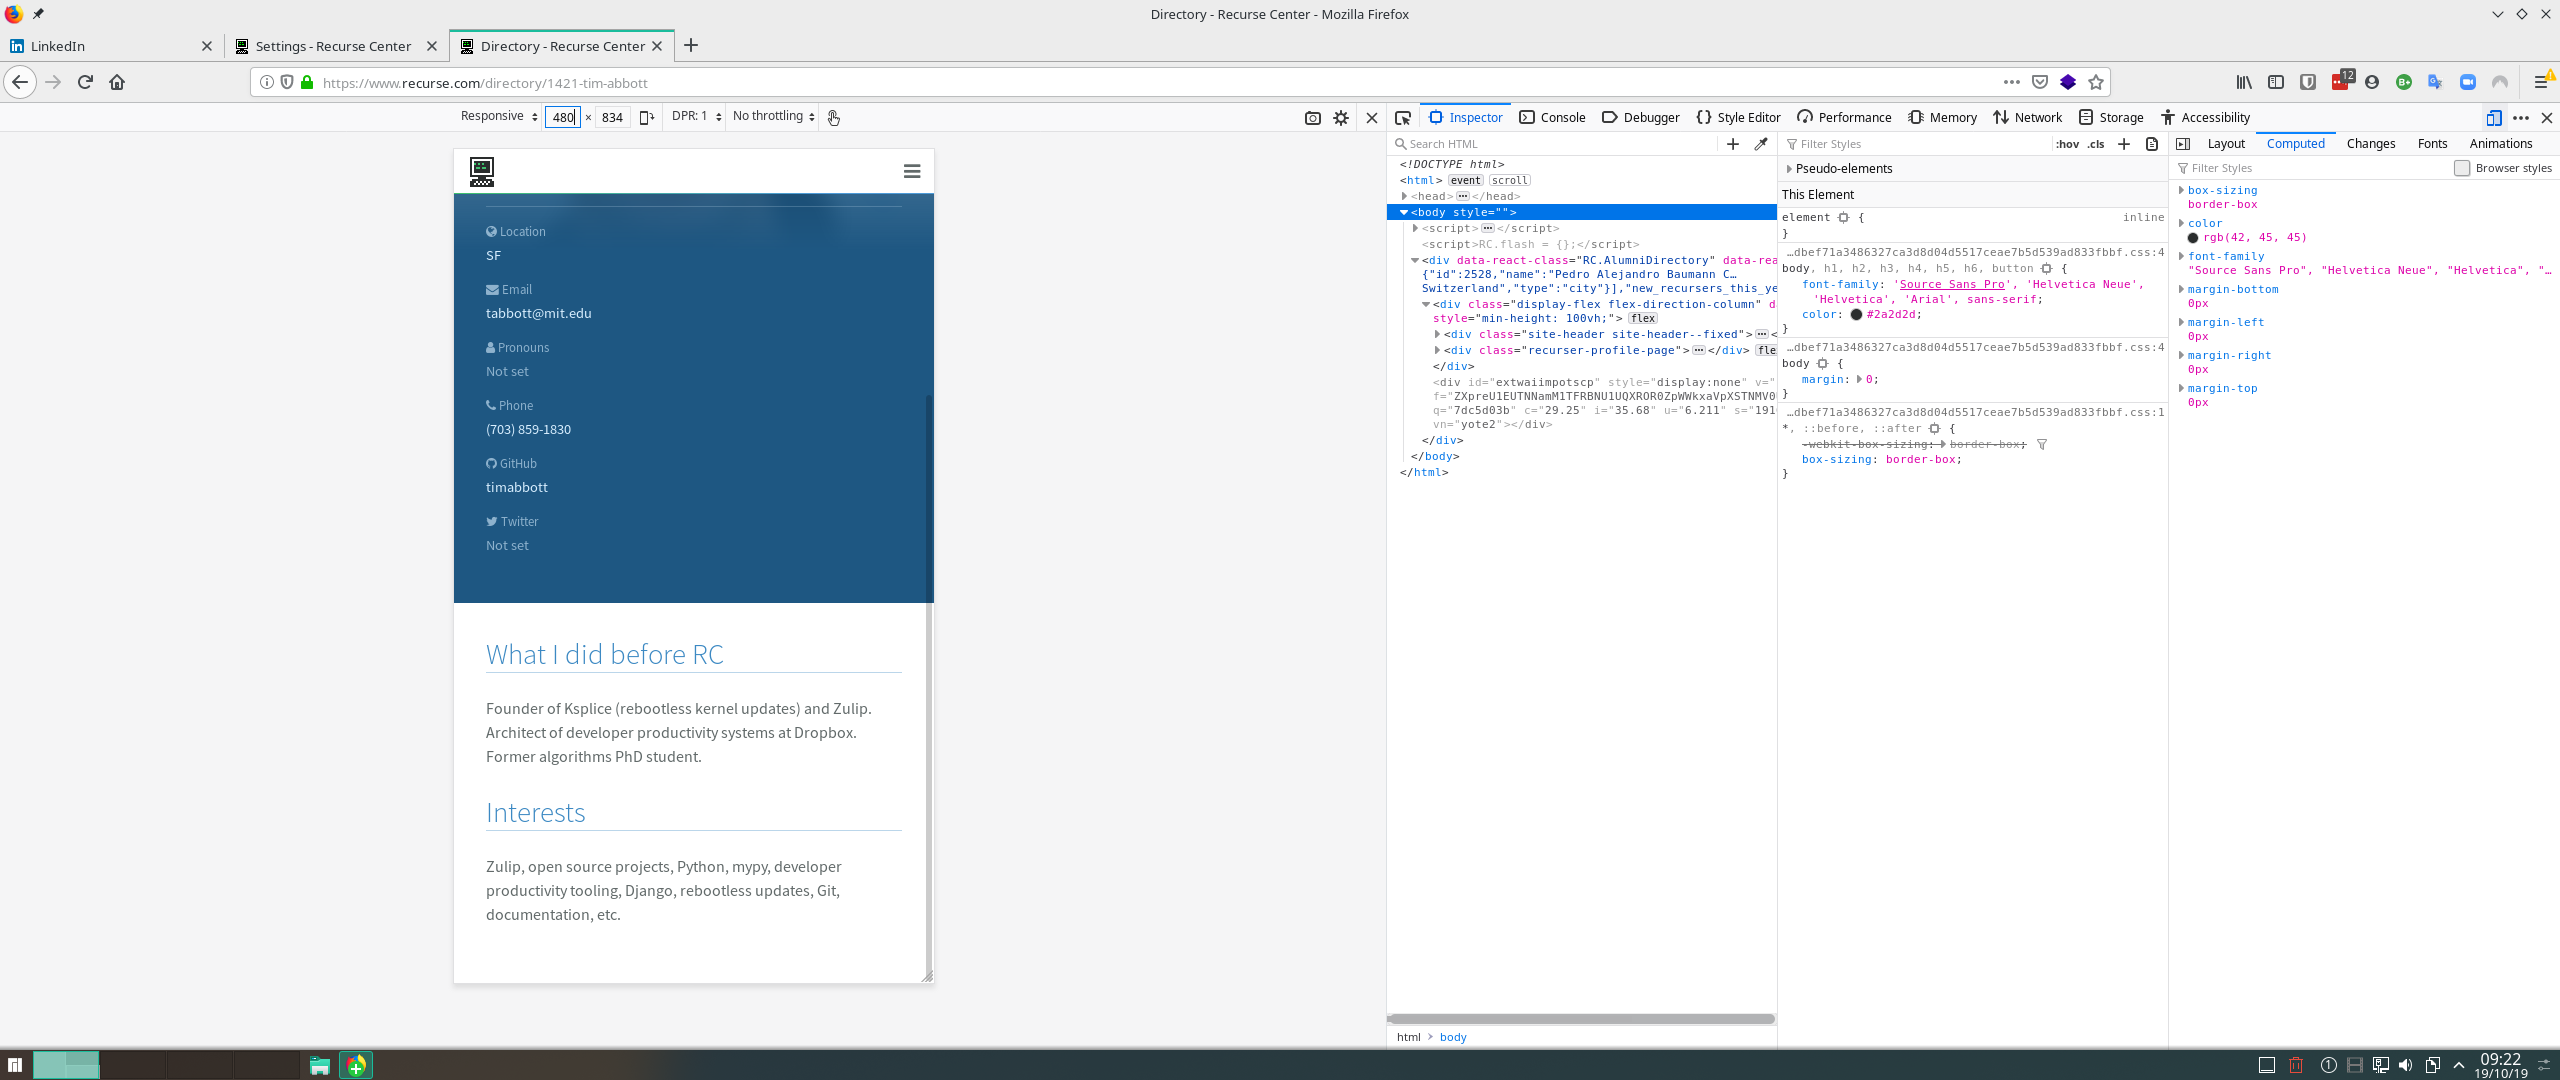 Directory - Recurse Center - Mozilla Firefox
LinkedIn
Settings - Recurse Center
Directory - Recurse Center
https://www.recurse.com/directory/1421-tim-abbott
12
Responsive
480 × 834
DPR: 1
No throttling
Inspector
Console
Debugger
Style Editor
Performance
Memory
Network
Storage
Accessibility
Location
SF
Email
tabbott@mit.edu
Pronouns
Not set
Phone
(703) 859-1830
GitHub
timabbott
Twitter
Not set
What I did before RC
Founder of Ksplice (rebootless kernel updates) and Zulip.
Architect of developer productivity systems at Dropbox.
Former algorithms PhD student.
Interests
Zulip, open source projects, Python, mypy, developer
productivity tooling, Django, rebootless updates, Git,
documentation, etc.
Search HTML
<!DOCTYPE html>
<html> event scroll
<head> ••• </head>
<body style="">
<script> ••• </script>
<script>RC.flash = {};</script>
<div data-react-class="RC.AlumniDirectory" data-rea
{"id":2528,"name":"Pedro Alejandro Baumann C…
Switzerland","type":"city"}],"new_recursers_this_ye
<div class="display-flex flex-direction-column" d
style="min-height: 100vh;"> flex
<div class="site-header site-header--fixed"> ••• <
<div class="recurser-profile-page"> ••• </div> fle
</div>
<div id="extwaiimpotscp" style="display:none" v="
f="ZXpreU1EUTNNamM1TFRBNU1UQXROR0ZpWWkxaVpXSTNMV0
q="7dc5d03b" c="29.25" i="35.68" u="6.211" s="191
vn="yote2"></div>
</div>
</body>
</html>
html > body
Filter Styles
:hov .cls
Pseudo-elements
This Element
element { inline
}
…dbef71a3486327ca3d8d04d5517ceae7b5d539ad833fbbf.css:4
body, h1, h2, h3, h4, h5, h6, button {
font-family: 'Source Sans Pro', 'Helvetica Neue',
'Helvetica', 'Arial', sans-serif;
color: #2a2d2d;
}
…dbef71a3486327ca3d8d04d5517ceae7b5d539ad833fbbf.css:4
body {
margin: 0;
}
…dbef71a3486327ca3d8d04d5517ceae7b5d539ad833fbbf.css:1
*, ::before, ::after {
-webkit-box-sizing: border-box;
box-sizing: border-box;
}
Layout
Computed
Changes
Fonts
Animations
Filter Styles
Browser styles
box-sizing
border-box
color
rgb(42, 45, 45)
font-family
"Source Sans Pro", "Helvetica Neue", "Helvetica", "…
margin-bottom
0px
margin-left
0px
margin-right
0px
margin-top
0px
09:22
19/10/19